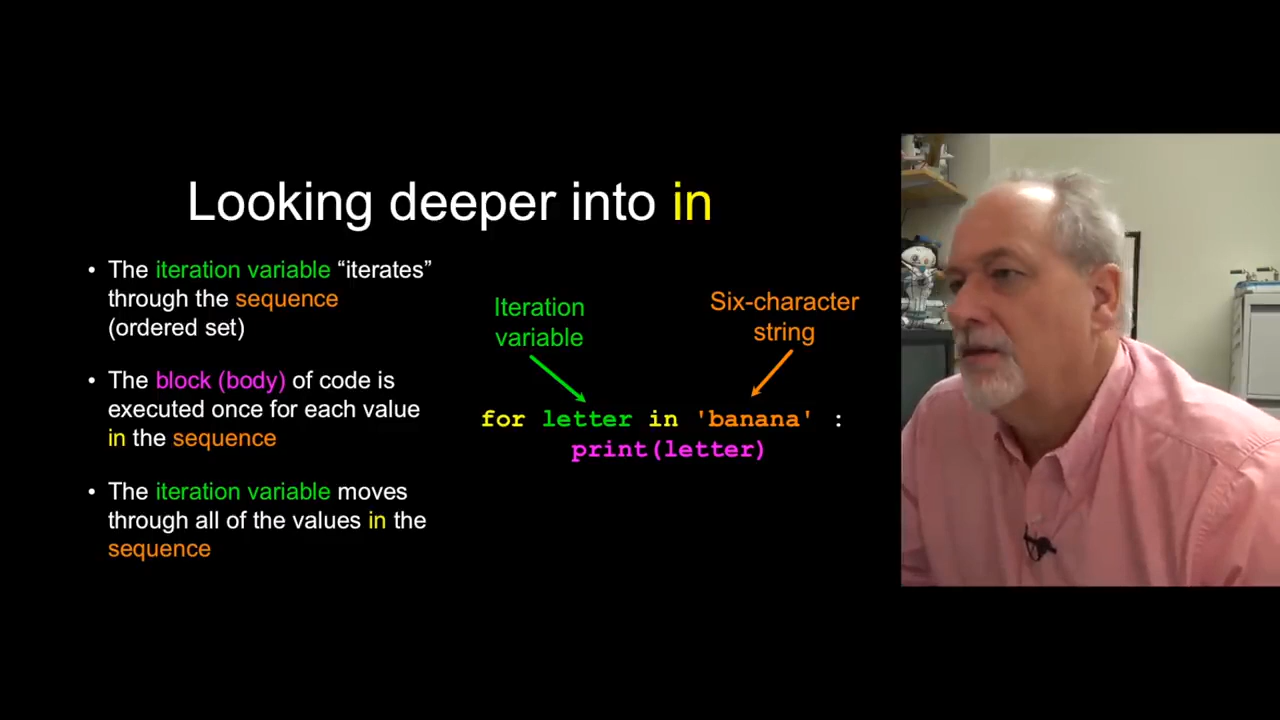 Looking deeper into in
• The iteration variable “iterates”
through the sequence
(ordered set)
• The block (body) of code is
executed once for each value
in the sequence
• The iteration variable moves
through all of the values in the
sequence
Iteration
variable
Six-character
string
for letter in 'banana' :
print(letter)